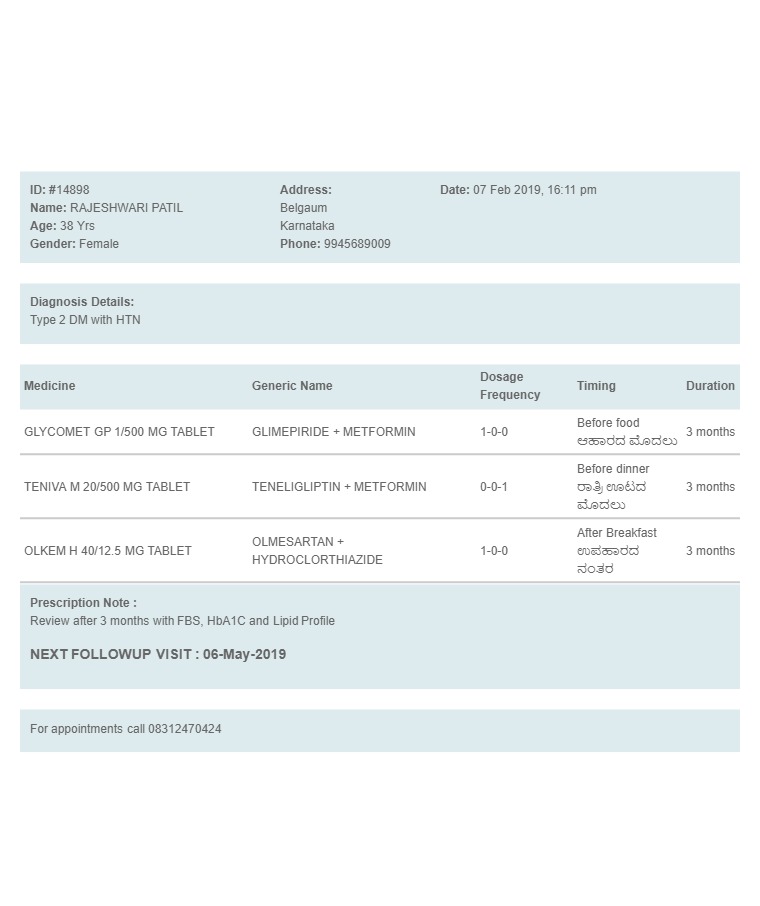 ID: #14898
Name: RAJESHWARI PATIL
Age: 38 Yrs
Gender: Female
Address:
Belgaum
Karnataka
Phone: 9945689009
Date: 07 Feb 2019, 16:11 pm
Diagnosis Details:
Type 2 DM with HTN
Medicine Generic Name Dosage Frequency Timing Duration
GLYCOMET GP 1/500 MG TABLET GLIMEPIRIDE + METFORMIN 1-0-0 Before food ಆಹಾರದ ಮೊದಲು 3 months
TENIVA M 20/500 MG TABLET TENELIGLIPTIN + METFORMIN 0-0-1 Before dinner ರಾತ್ರಿ ಊಟದ ಮೊದಲು 3 months
OLKEM H 40/12.5 MG TABLET OLMESARTAN + HYDROCLORTHIAZIDE 1-0-0 After Breakfast ಉಪಹಾರದ ನಂತರ 3 months
Prescription Note :
Review after 3 months with FBS, HbA1C and Lipid Profile
NEXT FOLLOWUP VISIT : 06-May-2019
For appointments call 08312470424